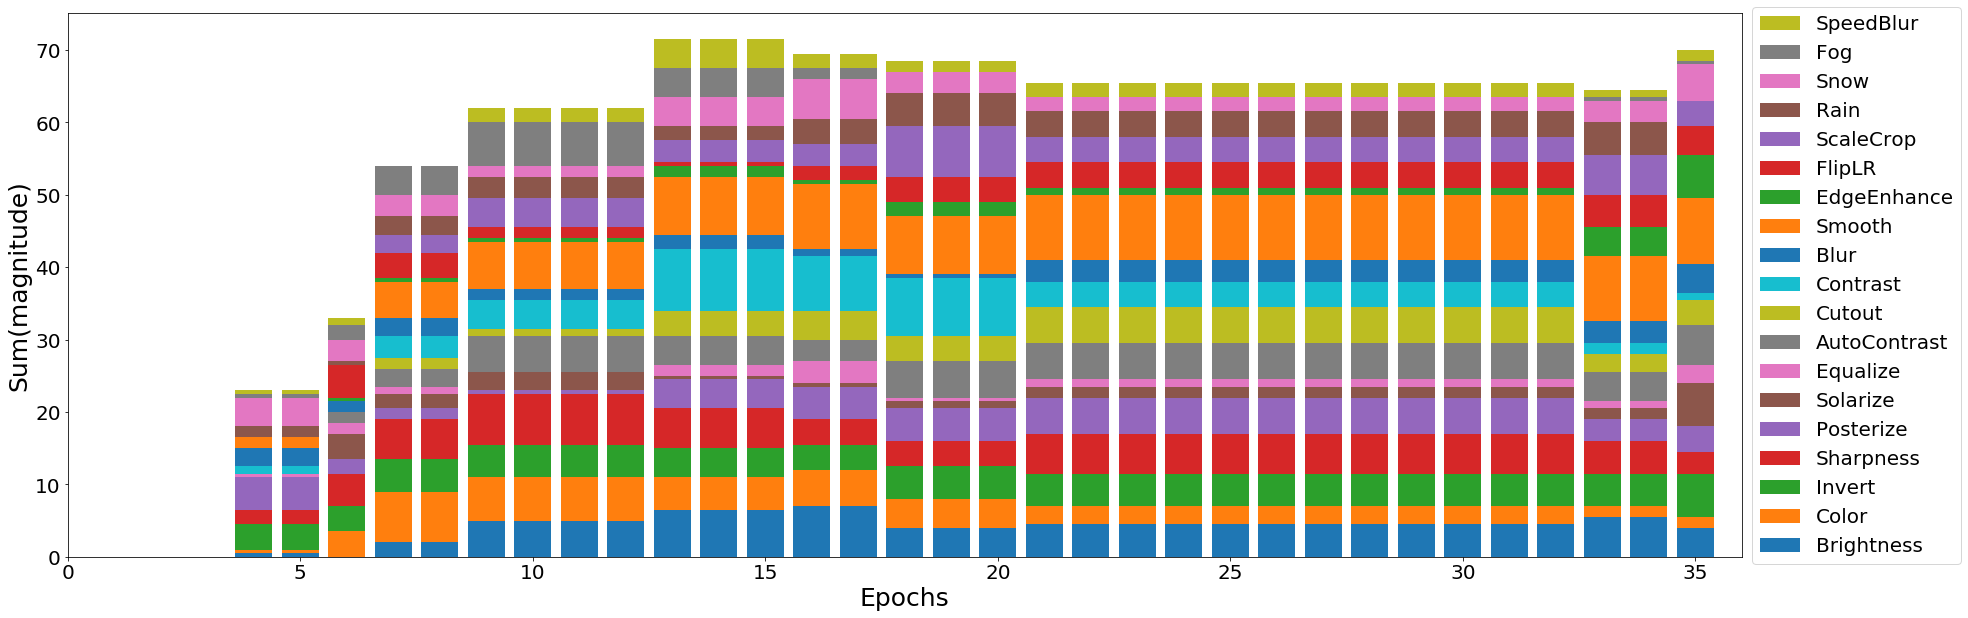 70
60
50
40
30
20
10
0
Sum(magnitude)
0 5 10 15 20 25 30 35
Epochs
SpeedBlur
Fog
Snow
Rain
ScaleCrop
FlipLR
EdgeEnhance
Smooth
Blur
Contrast
Cutout
AutoContrast
Equalize
Solarize
Posterize
Sharpness
Invert
Color
Brightness